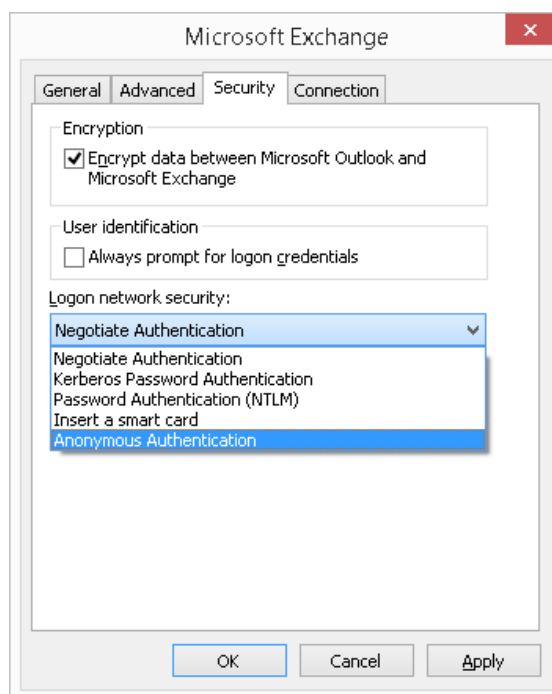 Microsoft Exchange
General Advanced Security Connection
Encryption
Encrypt data between Microsoft Outlook and
Microsoft Exchange
User identification
Always prompt for logon credentials
Logon network security:
Negotiate Authentication
Negotiate Authentication
Kerberos Password Authentication
Password Authentication (NTLM)
Insert a smart card
Anonymous Authentication
OK Cancel Apply